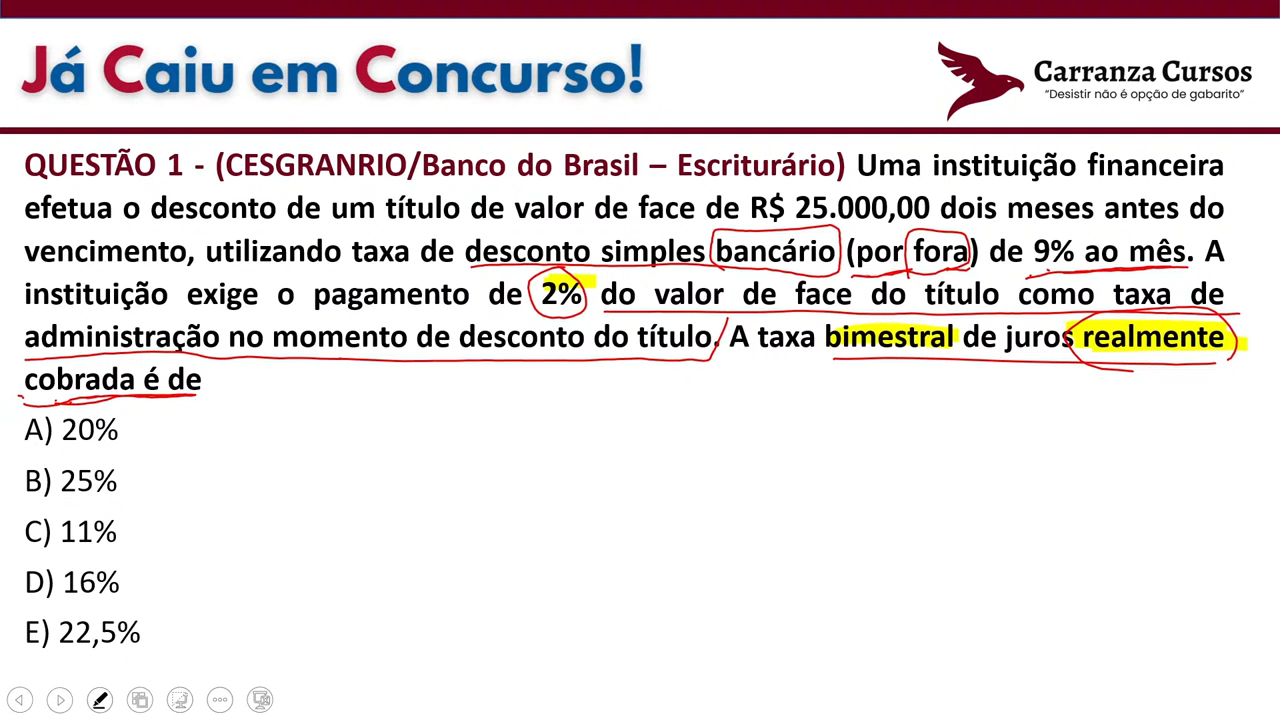 Já Caiu em Concurso!
Carranza Cursos
“Desistir não é opção de gabarito”
QUESTÃO 1 - (CESGRANRIO/Banco do Brasil – Escriturário) Uma instituição financeira
efetua o desconto de um título de valor de face de R$ 25.000,00 dois meses antes do
vencimento, utilizando taxa de desconto simples bancário (por fora) de 9% ao mês. A
instituição exige o pagamento de 2% do valor de face do título como taxa de
administração no momento de desconto do título. A taxa bimestral de juros realmente
cobrada é de
A) 20%
B) 25%
C) 11%
D) 16%
E) 22,5%